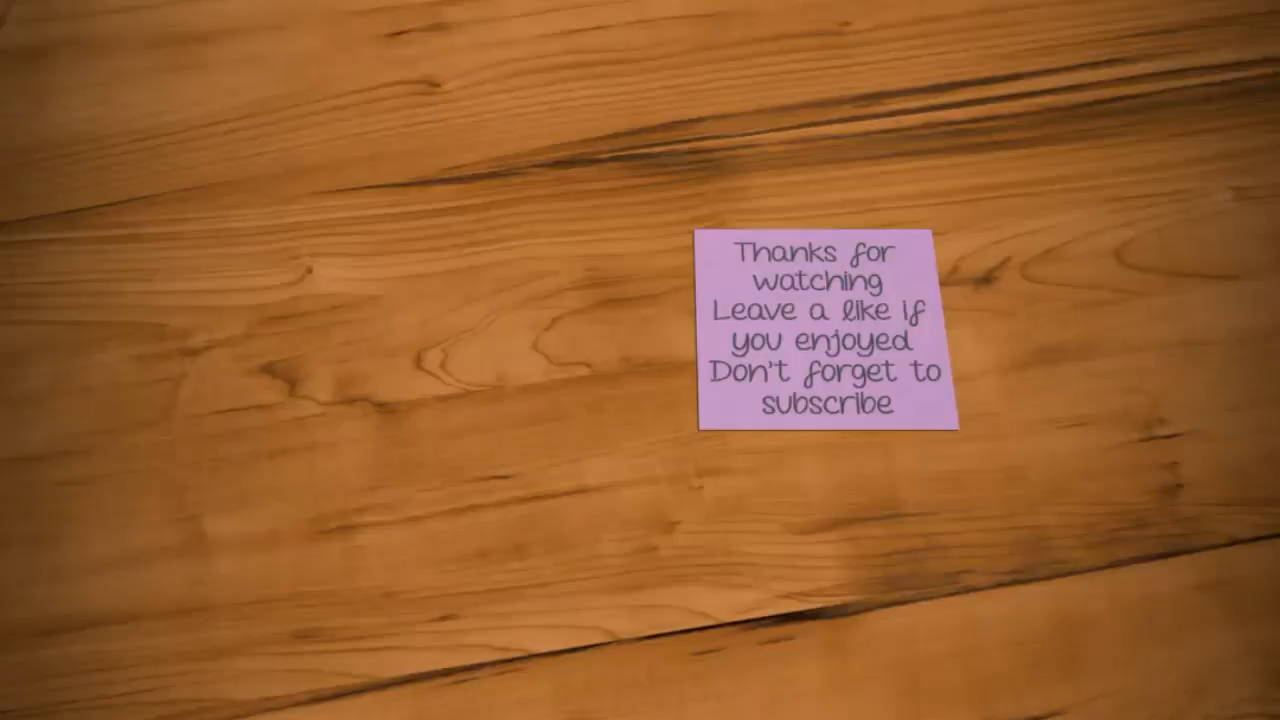 Thanks for
watching
Leave a like if
you enjoyed
Don't forget to
subscribe